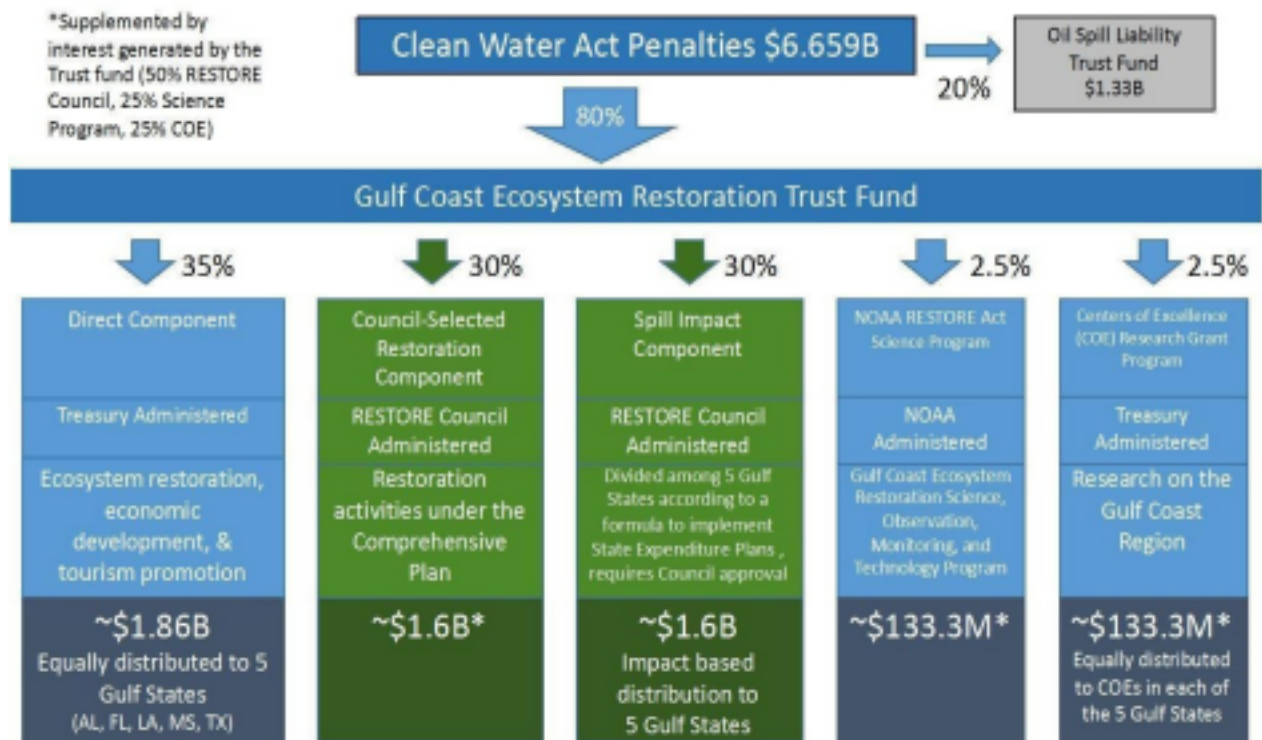 *Supplemented by
interest generated by the
Trust fund (50% RESTORE
Council, 25% Science
Program, 25% COE)
Clean Water Act Penalties $6.659B
20%
Oil Spill Liability
Trust Fund
$1.33B
80%
Gulf Coast Ecosystem Restoration Trust Fund
35%
30%
30%
2.5%
2.5%
Direct Component
Treasury Administered
Ecosystem restoration,
economic
development, &
tourism promotion
~$1.86B
Equally distributed to 5
Gulf States
(AL, FL, LA, MS, TX)
Council-Selected
Restoration
Component
RESTORE Council
Administered
Restoration
activities under the
Comprehensive
Plan
~$1.6B*
Spill Impact
Component
RESTORE Council
Administered
Divided among 5 Gulf
States according to a
formula to implement
State Expenditure Plans ,
requires Council approval
~$1.6B
Impact based
distribution to
5 Gulf States
NOAA RESTORE Act
Science Program
NOAA
Administered
Gulf Coast Ecosystem
Restoration Science,
Observation,
Monitoring, and
Technology Program
~$133.3M*
Centers of Excellence
(COE) Research Grant
Program
Treasury
Administered
Research on the
Gulf Coast
Region
~$133.3M*
Equally distributed
to COEs in each of
the 5 Gulf States